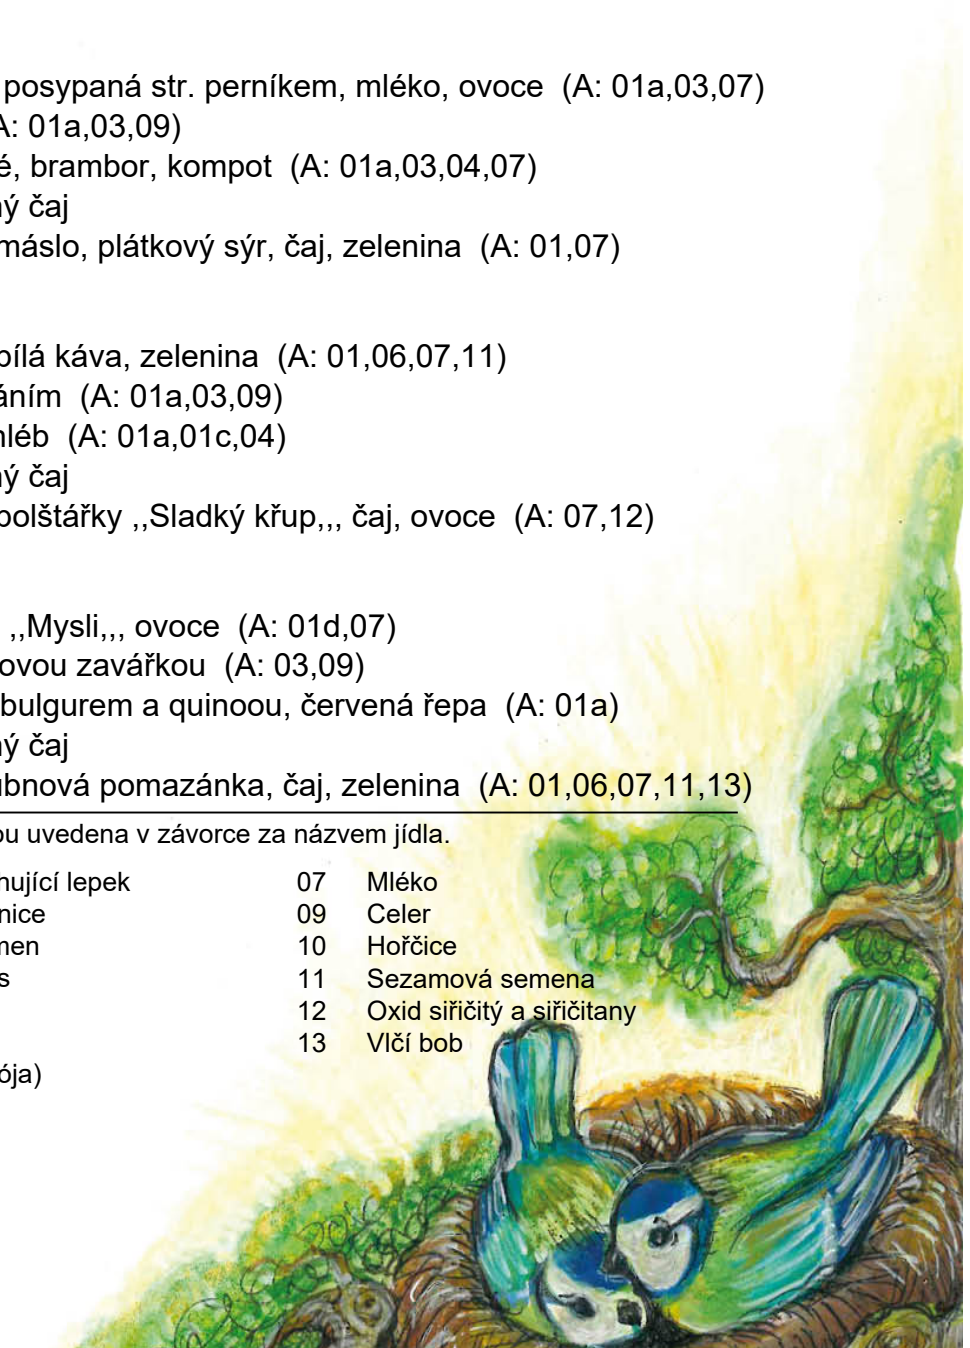 posypaná str. perníkem, mléko, ovoce (A: 01a,03,07)
A: 01a,03,09)
é, brambor, kompot (A: 01a,03,04,07)
ný čaj
máslo, plátkový sýr, čaj, zelenina (A: 01,07)
bílá káva, zelenina (A: 01,06,07,11)
áním (A: 01a,03,09)
hléb (A: 01a,01c,04)
ný čaj
polštářky ,,Sladký křup,,, čaj, ovoce (A: 07,12)
,,Mysli,,, ovoce (A: 01d,07)
ovou zavářkou (A: 03,09)
bulgurem a quinoou, červená řepa (A: 01a)
ný čaj
ubnová pomazánka, čaj, zelenina (A: 01,06,07,11,13)
ou uvedena v závorce za názvem jídla.
hující lepek
nice
men
s
ója)
07 Mléko
09 Celer
10 Hořčice
11 Sezamová semena
12 Oxid siřičitý a siřičitany
13 Vlčí bob